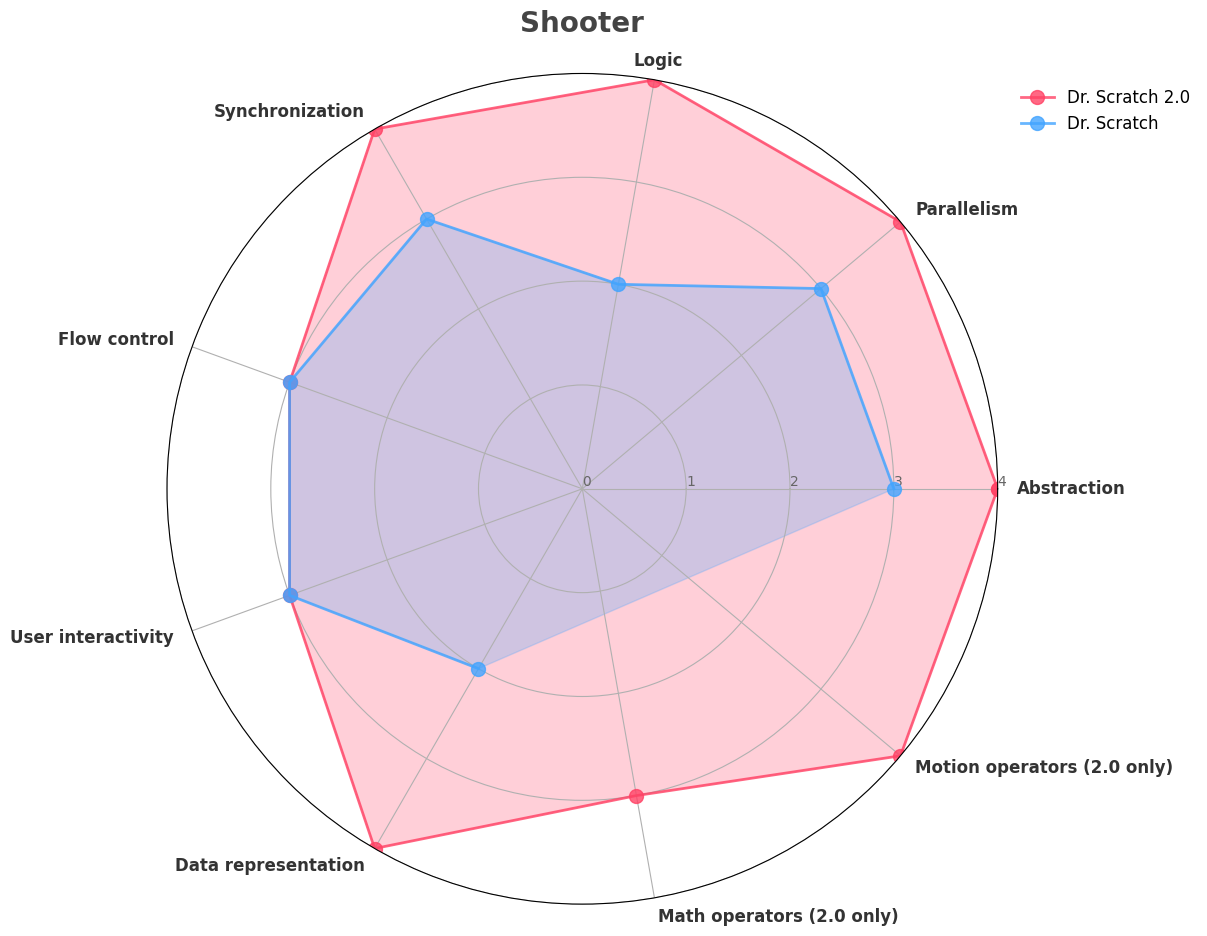 Shooter
Logic
Dr. Scratch 2.0
Dr. Scratch
Synchronization
Parallelism
Flow control
0
1
2
3
4
Abstraction
User interactivity
Motion operators (2.0 only)
Data representation
Math operators (2.0 only)